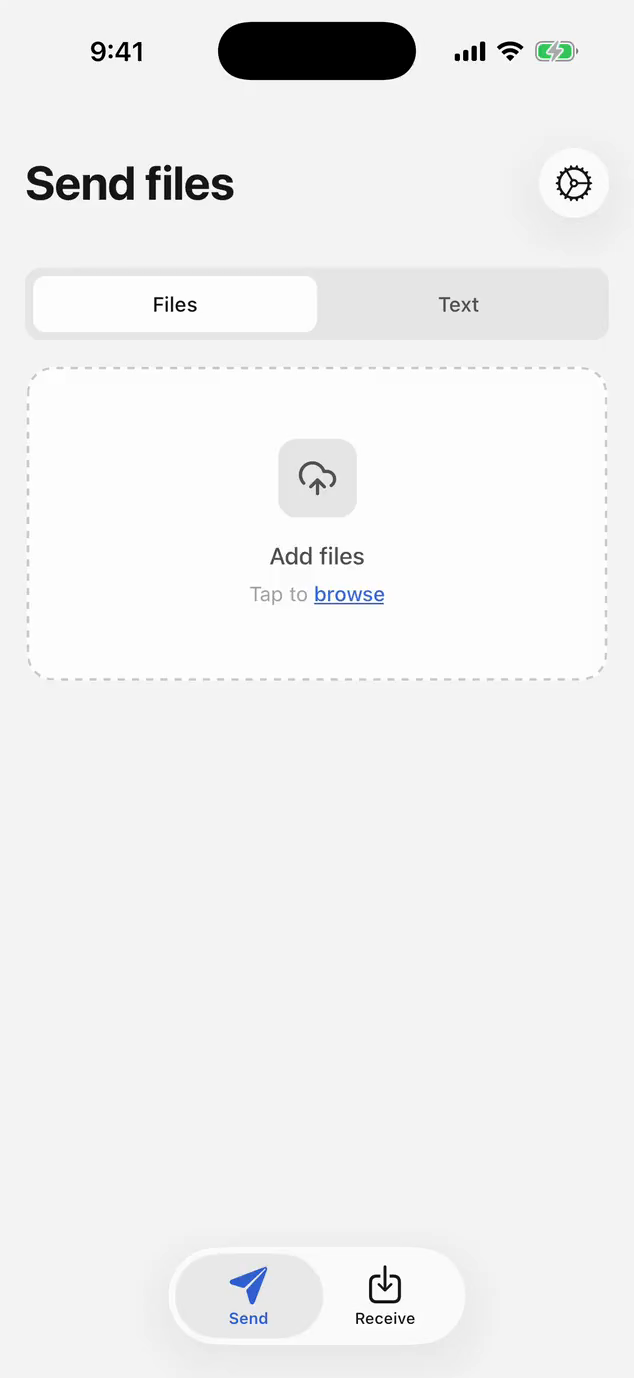 9:41
Send files
Files
Text
Add files
Tap to browse
Send
Receive